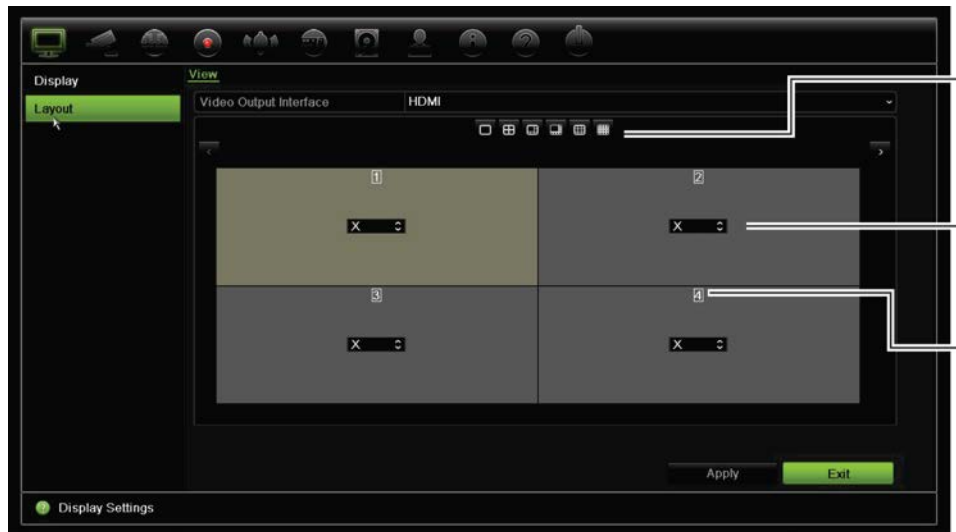 Display
View
Layout
Video Output Interface HDMI
1 2
X X
3 4
X X
Apply Exit
Display Settings